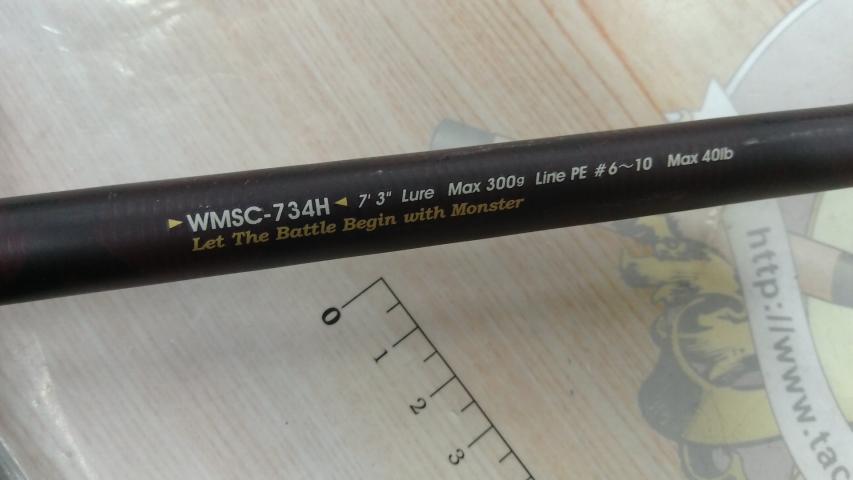 WMSC-734H 7' 3" Lure Max 300g Line PE #6~10 Max 40lb
Let The Battle Begin with Monster
0
1
2
3
http://www.tac